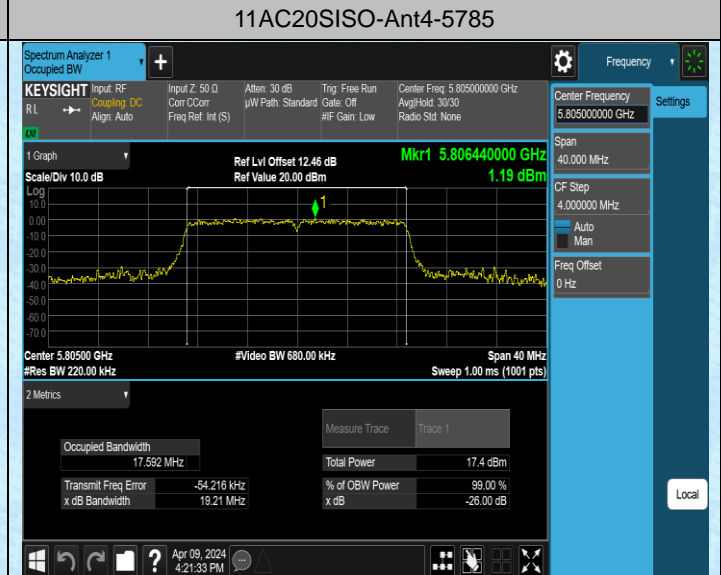 11AC20SISO-Ant4-5785
Spectrum Analyzer 1
Occupied BW
+
Frequency
KEYSIGHT
RL
Input: RF
Coupling: DC
Align: Auto
Input Z: 50 Ω
Corr CCorr
Freq Ref: Int (S)
Atten: 30 dB
µW Path: Standard
Trig: Free Run
Gate: Off
#IF Gain: Low
Center Freq: 5.805000000 GHz
Avg|Hold: 30/30
Radio Std: None
1 Graph
Scale/Div 10.0 dB
Ref Lvl Offset 12.46 dB
Ref Value 20.00 dBm
Mkr1 5.806440000 GHz
1.19 dBm
Log
10.0
0.00
-10.0
-20.0
-30.0
-40.0
-50.0
-60.0
-70.0
1
Center 5.80500 GHz
#Res BW 220.00 kHz
#Video BW 680.00 kHz
Span 40 MHz
Sweep 1.00 ms (1001 pts)
2 Metrics
Measure Trace Trace 1
Occupied Bandwidth
17.592 MHz
Total Power 17.4 dBm
Transmit Freq Error -54.216 kHz
% of OBW Power 99.00 %
x dB Bandwidth 19.21 MHz
x dB -26.00 dB
Center Frequency
5.805000000 GHz
Settings
Span
40.000 MHz
CF Step
4.000000 MHz
Auto
Man
Freq Offset
0 Hz
Local
?
Apr 09, 2024
4:21:33 PM